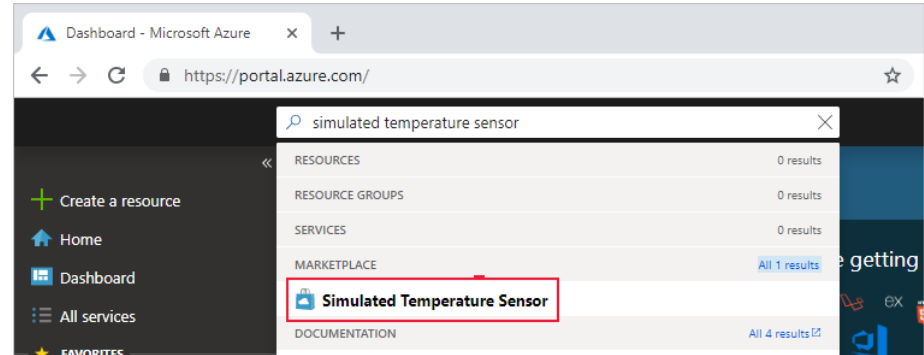 Dashboard - Microsoft Azure
https://portal.azure.com/
simulated temperature sensor
RESOURCES 0 results
Create a resource
RESOURCE GROUPS 0 results
Home
SERVICES 0 results
Dashboard
MARKETPLACE All 1 results
e getting
All services
Simulated Temperature Sensor
ex
DOCUMENTATION All 4 results
FAVORITES